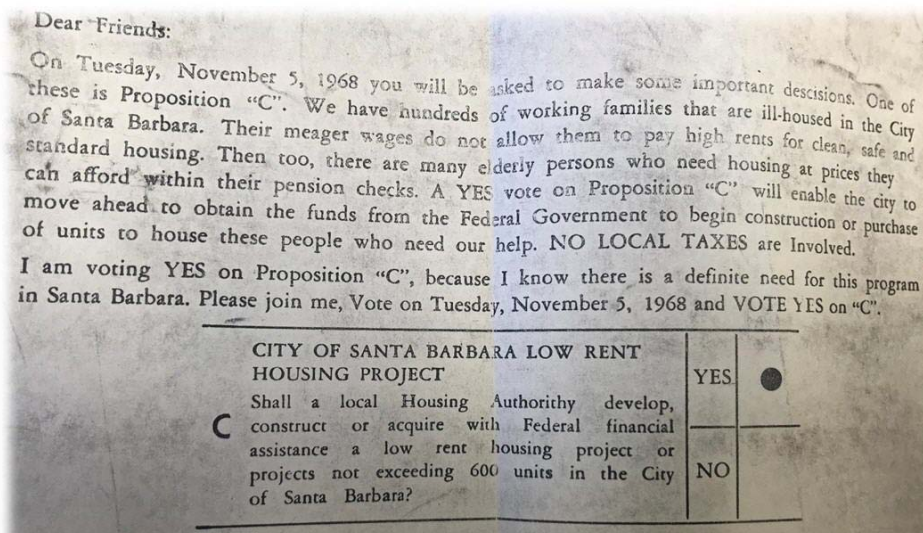 Dear Friends:
On Tuesday, November 5, 1968 you will be asked to make some important descisions. One of
these is Proposition "C". We have hundreds of working families that are ill-housed in the City
of Santa Barbara. Their meager wages do not allow them to pay high rents for clean, safe and
standard housing. Then too, there are many elderly persons who need housing at prices they
can afford within their pension checks. A YES vote on Proposition "C" will enable the city to
move ahead to obtain the funds from the Federal Government to begin construction or purchase
of units to house these people who need our help. NO LOCAL TAXES are Involved.
I am voting YES on Proposition "C", because I know there is a definite need for this program
in Santa Barbara. Please join me, Vote on Tuesday, November 5, 1968 and VOTE YES on "C".
CITY OF SANTA BARBARA LOW RENT
HOUSING PROJECT
YES
Shall a local Housing Authorithy develop,
C construct or acquire with Federal financial
assistance a low rent housing project or
projects not exceeding 600 units in the City
NO
of Santa Barbara?